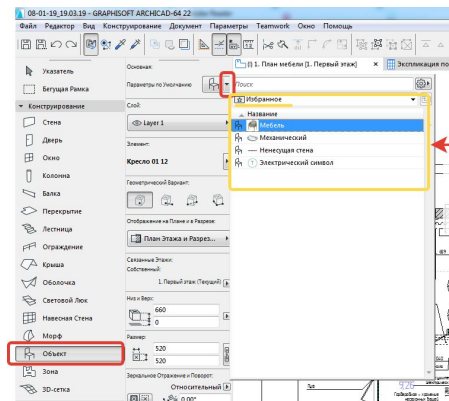 08-01-19_19.03.19 - GRAPHISOFT ARCHICAD-64 22
Файл Редактор Вид Конструирование Документ Параметры Teamwork Окно Помощь
Указатель
Бегущая Рамка
Конструирование
Стена
Дверь
Окно
Колонна
Балка
Перекрытие
Лестница
Ограждение
Крыша
Оболочка
Световой Люк
Навесная Стена
Морф
Объект
Зона
3D-сетка
Основная:
Параметры по Умолчанию
Слой:
Layer 1
Элемент:
Кресло 01 12
Геометрический Вариант:
Отображение на Плане и в Разрезе:
План Этажа и Разрез...
Связанные Этажи:
Собственный:
1. Первый этаж (Текущий)
Низ и Верх:
660
0
Размер:
520
520
Зеркальное Отражение и Поворот:
Относительный
0,00°
(!) 1. План мебели [1. Первый этаж]
Экспликация по
Поиск
Избранное
Название
Мебель
Механический
Ненесущая стена
Электрический символ